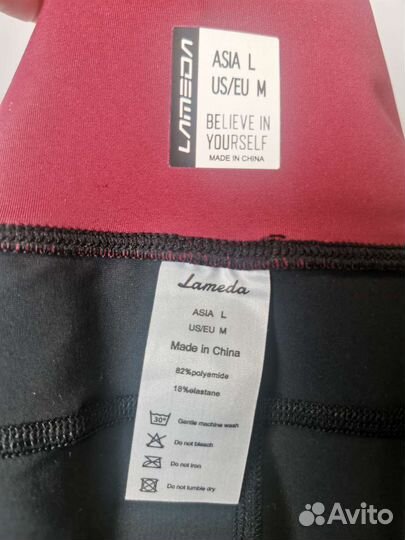 LAMEDA
ASIA L
US/EU M
BELIEVE IN
YOURSELF
MADE IN CHINA
Lameda
ASIA L
US/EU M
Made in China
82%polyamide
18%elastane
30°
Gentle machine wash
Do not bleach
Do not iron
Do not tumble dry
Avito